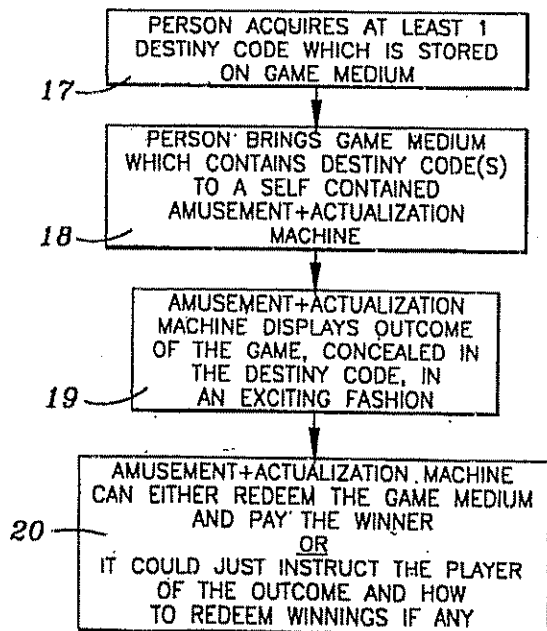 PERSON ACQUIRES AT LEAST 1
DESTINY CODE WHICH IS STORED
ON GAME MEDIUM
17
PERSON BRINGS GAME MEDIUM
WHICH CONTAINS DESTINY CODE(S)
TO A SELF CONTAINED
AMUSEMENT+ACTUALIZATION
MACHINE
18
AMUSEMENT+ACTUALIZATION
MACHINE DISPLAYS OUTCOME
OF THE GAME, CONCEALED IN
THE DESTINY CODE, IN
AN EXCITING FASHION
19
AMUSEMENT+ACTUALIZATION MACHINE
CAN EITHER REDEEM THE GAME MEDIUM
AND PAY THE WINNER
OR
IT COULD JUST INSTRUCT THE PLAYER
OF THE OUTCOME AND HOW
TO REDEEM WINNINGS IF ANY
20